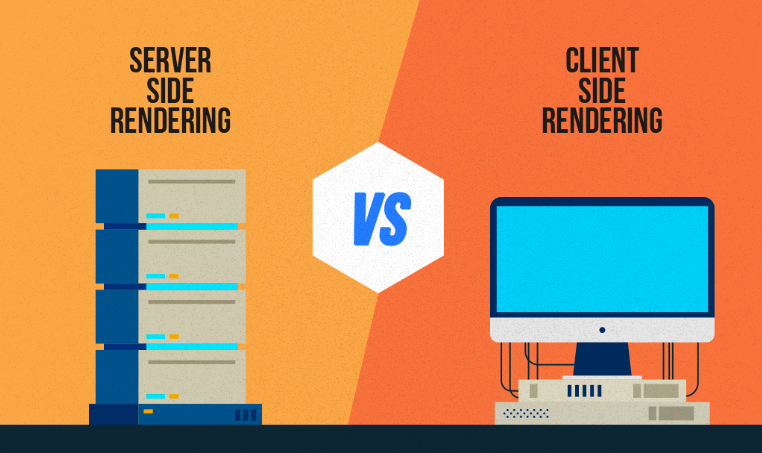 SERVER
SIDE
RENDERING
VS
CLIENT
SIDE
RENDERING